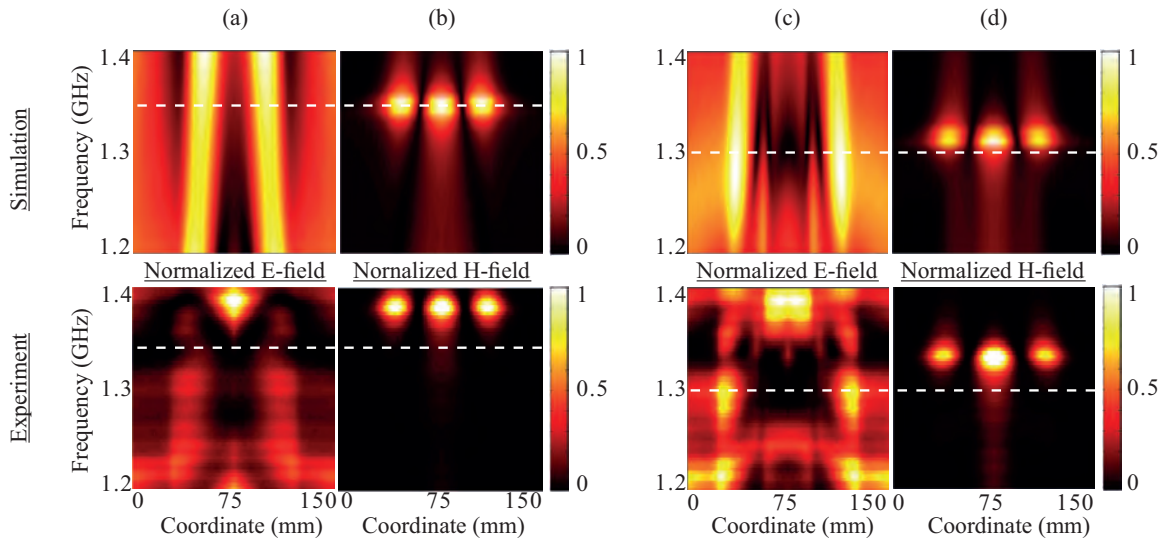 (a)
(b)
(c)
(d)
Simulation
Frequency (GHz)
1.4
1.3
1.2
1
0.5
0
1.4
1.3
1.2
1
0.5
0
Normalized E-field
Normalized H-field
Normalized E-field
Normalized H-field
Experiment
Frequency (GHz)
1.4
1.3
1.2
1
0.5
0
1.4
1.3
1.2
1
0.5
0
0 75 150
75 150
0 75 150
75 150
Coordinate (mm)
Coordinate (mm)
Coordinate (mm)
Coordinate (mm)